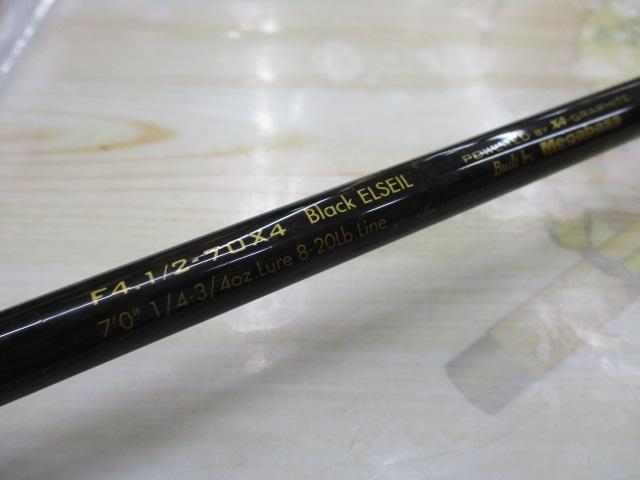 F4.1/2-70X4 Black ELSEIL
7'0" 1/4-3/4oz.Lure 8-20Lb Line
POWERED BY X4-GRAPHITE
Built by Megabass